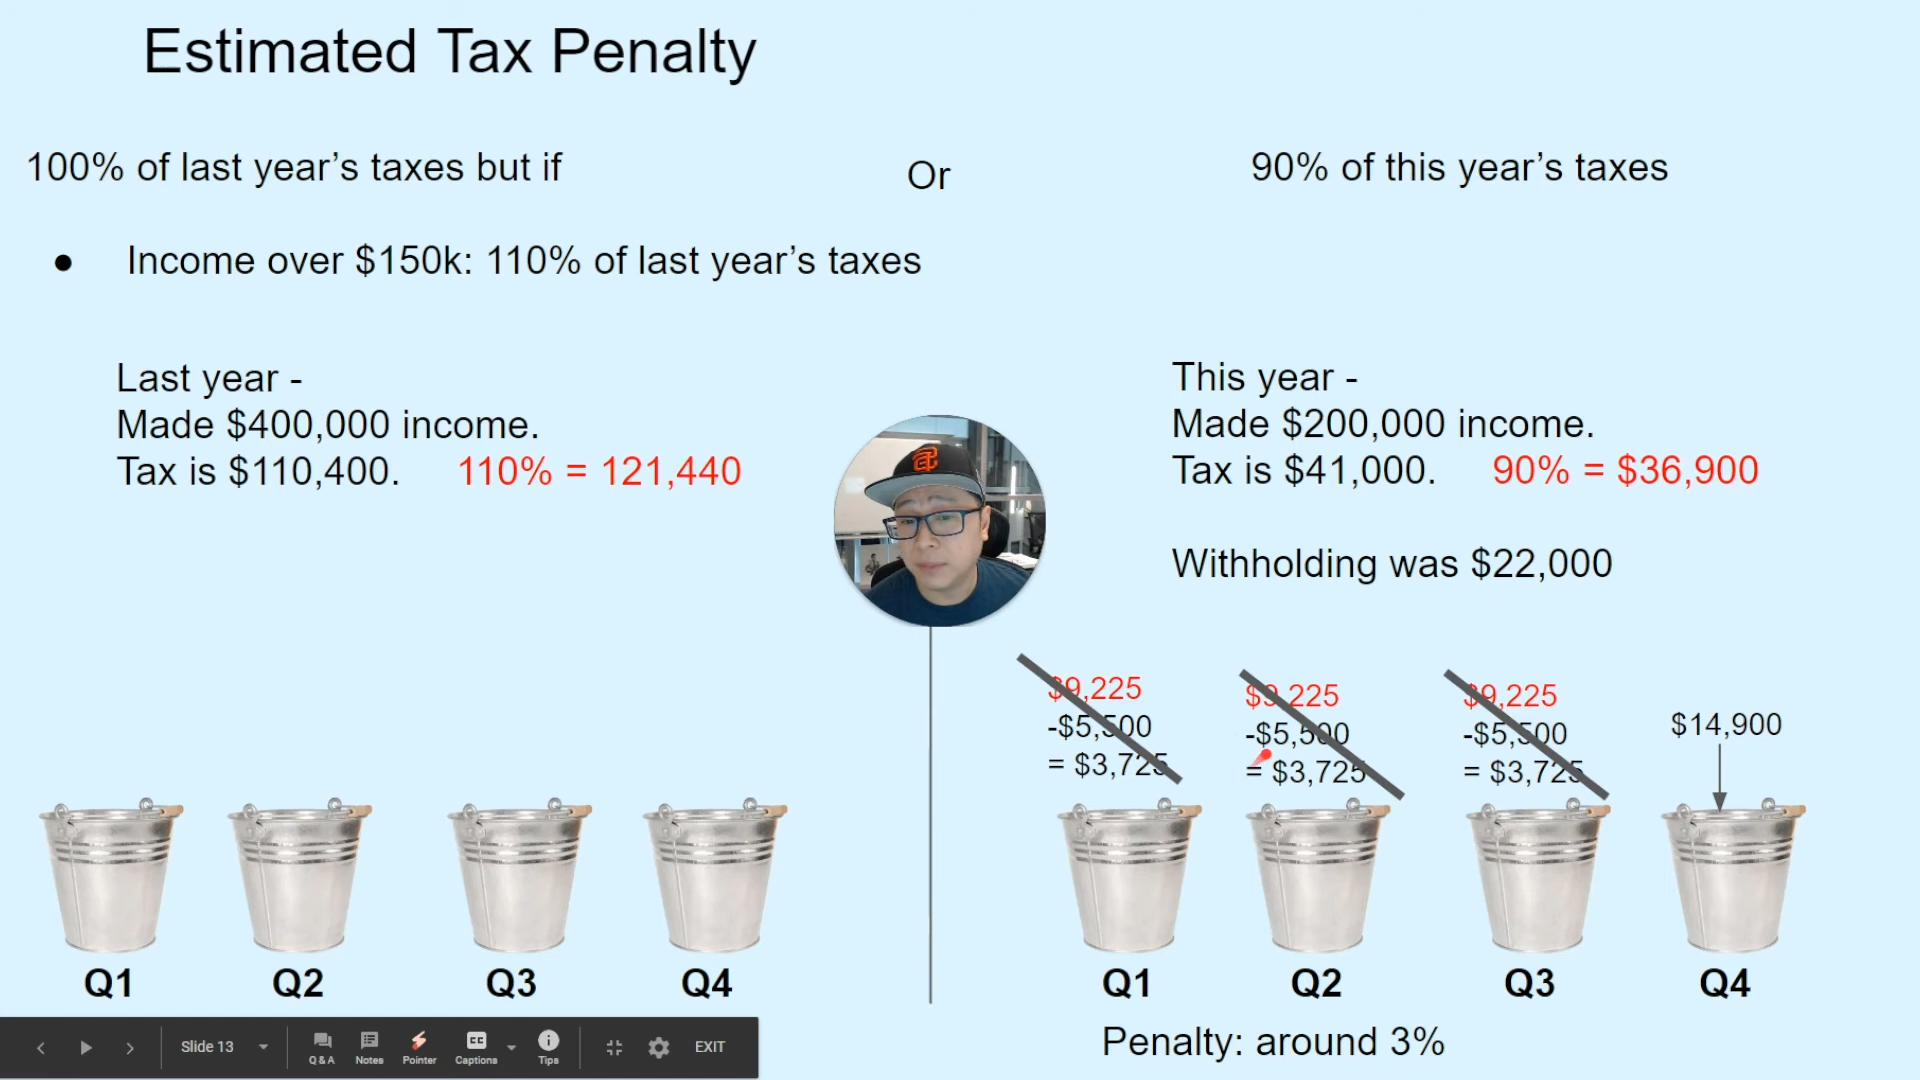 Estimated Tax Penalty
100% of last year's taxes but if
Or
90% of this year's taxes
● Income over $150k: 110% of last year's taxes
Last year -
Made $400,000 income.
Tax is $110,400. 110% = 121,440
This year -
Made $200,000 income.
Tax is $41,000. 90% = $36,900
Withholding was $22,000
$9,225
-$5,500
= $3,725
$9,225
-$5,500
= $3,725
$9,225
-$5,500
= $3,725
$14,900
Q1 Q2 Q3 Q4
Q1 Q2 Q3 Q4
Penalty: around 3%
Slide 13
Q & A
Notes
Pointer
CC
Captions
Tips
EXIT